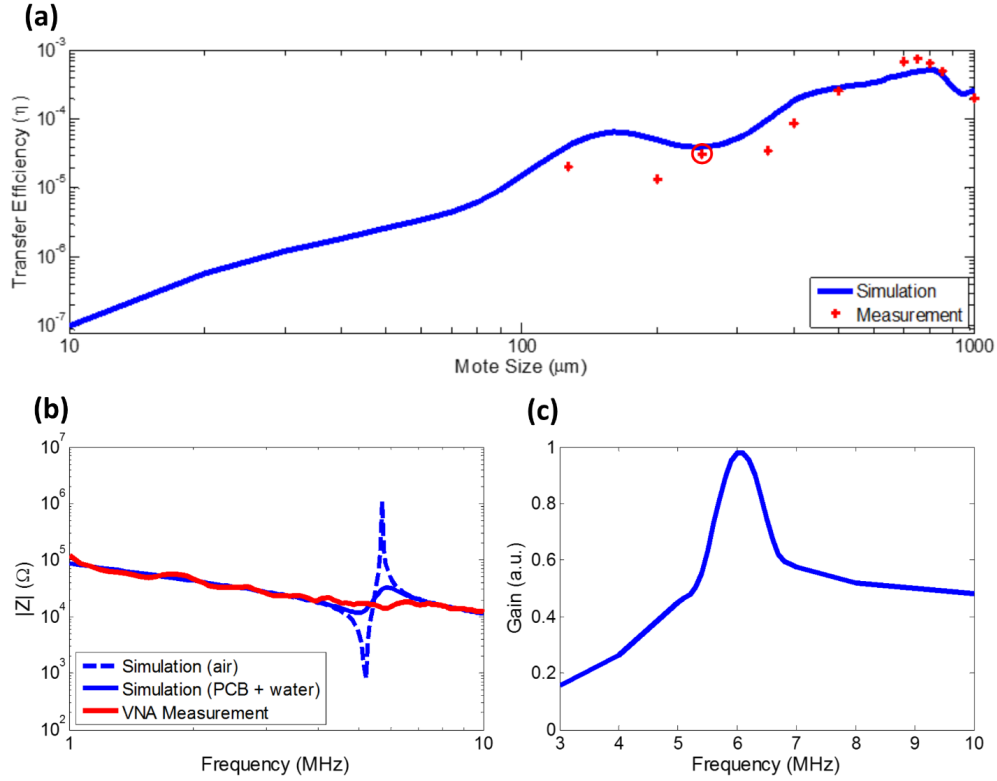 (a)
Transfer Efficiency (η)
10⁻³
10⁻⁴
10⁻⁵
10⁻⁶
10⁻⁷
10
100
1000
Mote Size (μm)
Simulation
Measurement
(b)
|Z| (Ω)
10⁷
10⁶
10⁵
10⁴
10³
10²
1
10
Frequency (MHz)
Simulation (air)
Simulation (PCB + water)
VNA Measurement
(c)
Gain (a.u.)
1
0.8
0.6
0.4
0.2
0
3 4 5 6 7 8 9 10
Frequency (MHz)